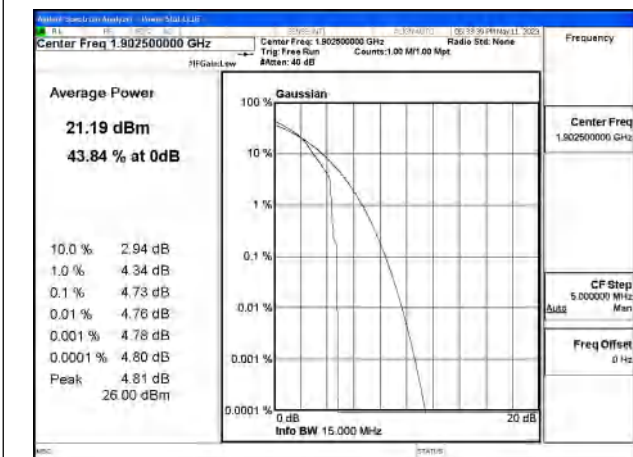 Center Freq 1.902500000 GHz
#IFGain:Low
Center Freq: 1.902500000 GHz
Radio Std: None
Trig: Free Run
Counts:1.00 M/1.00 Mpt
#Atten: 40 dB
Frequency
Average Power
21.19 dBm
43.84 % at 0dB
10.0 % 2.94 dB
1.0 % 4.34 dB
0.1 % 4.73 dB
0.01 % 4.76 dB
0.001 % 4.78 dB
0.0001 % 4.80 dB
Peak 4.81 dB
26.00 dBm
Gaussian
100 %
10 %
1 %
0.1 %
0.01 %
0.001 %
0.0001 %
0 dB
20 dB
Info BW 15.000 MHz
Center Freq
1.902500000 GHz
CF Step
5.000000 MHz
Auto Man
Freq Offset
0 Hz
MSG
STATUS